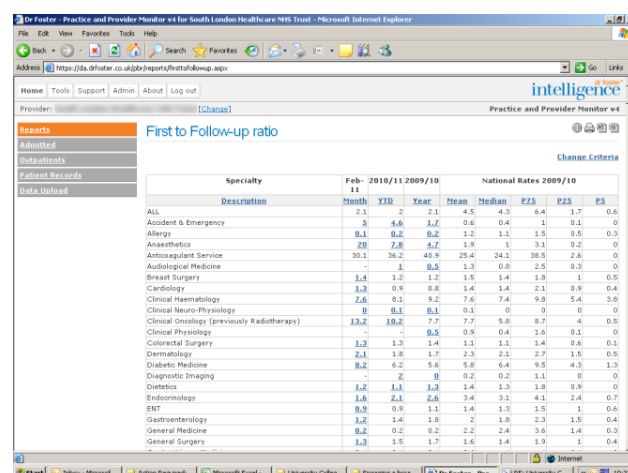 Dr Foster - Practice and Provider Monitor v4 for South London Healthcare NHS Trust - Microsoft Internet Explorer
File Edit View Favorites Tools Help
Back Search Favorites
Address https://da.drfoster.co.uk/pbr/reports/firsttofollowup.aspx Go Links
Home Tools Support Admin About Log out
dr foster
intelligence
Provider: [Change] Practice and Provider Monitor v4
Reports
Admitted
Outpatients
Patient Records
Data Upload
First to Follow-up ratio
Change Criteria
Specialty Feb-11 2010/11 2009/10 National Rates 2009/10
Description Month YTD Year Mean Median P75 P25 P5
ALL 2.1 2 2.1 4.5 4.3 6.4 1.7 0.6
Accident & Emergency 5 4.6 1.7 0.6 0.4 1 0.1 0
Allergy 0.1 0.2 0.2 1.2 1.1 1.5 0.5 0.3
Anaesthetics 20 7.8 4.7 1.9 1 3.1 0.2 0
Anticoagulant Service 30.1 36.2 40.9 25.4 24.1 38.5 2.6 0
Audiological Medicine - 1 0.5 1.3 0.8 2.5 0.3 0
Breast Surgery 1.4 1.2 1.2 1.5 1.4 1.8 1 0.5
Cardiology 1.3 0.9 0.8 1.4 1.4 2.1 0.9 0.4
Clinical Haematology 7.6 8.1 9.2 7.6 7.4 9.8 5.4 3.8
Clinical Neuro-Physiology 0 0.1 0.1 0.1 0 0 0 0
Clinical Oncology (previously Radiotherapy) 13.2 10.2 7.7 7.7 5.8 8.7 4 0.5
Clinical Physiology - - 0.5 0.9 0.4 1.6 0.1 0
Colorectal Surgery 1.3 1.3 1.4 1.1 1.1 1.4 0.6 0.1
Dermatology 2.1 1.8 1.7 2.3 2.1 2.7 1.5 0.5
Diabetic Medicine 8.2 6.2 5.6 5.8 6.4 9.5 4.3 1.3
Diagnostic Imaging - 2 0 0.2 0.2 1.1 0 0
Dietetics 1.2 1.1 1.3 1.4 1.3 1.8 0.9 0
Endocrinology 1.6 2.1 2.6 3.4 3.1 4.1 2.4 0.7
ENT 0.9 0.9 1.1 1.4 1.3 1.5 1 0.6
Gastroenterology 1.2 1.4 1.8 2 1.8 2.3 1.5 0.4
General Medicine 0.2 0.2 0.2 2.2 2.4 3.6 1.4 0.3
General Surgery 1.3 1.5 1.7 1.6 1.4 1.9 1 0.4
Internet